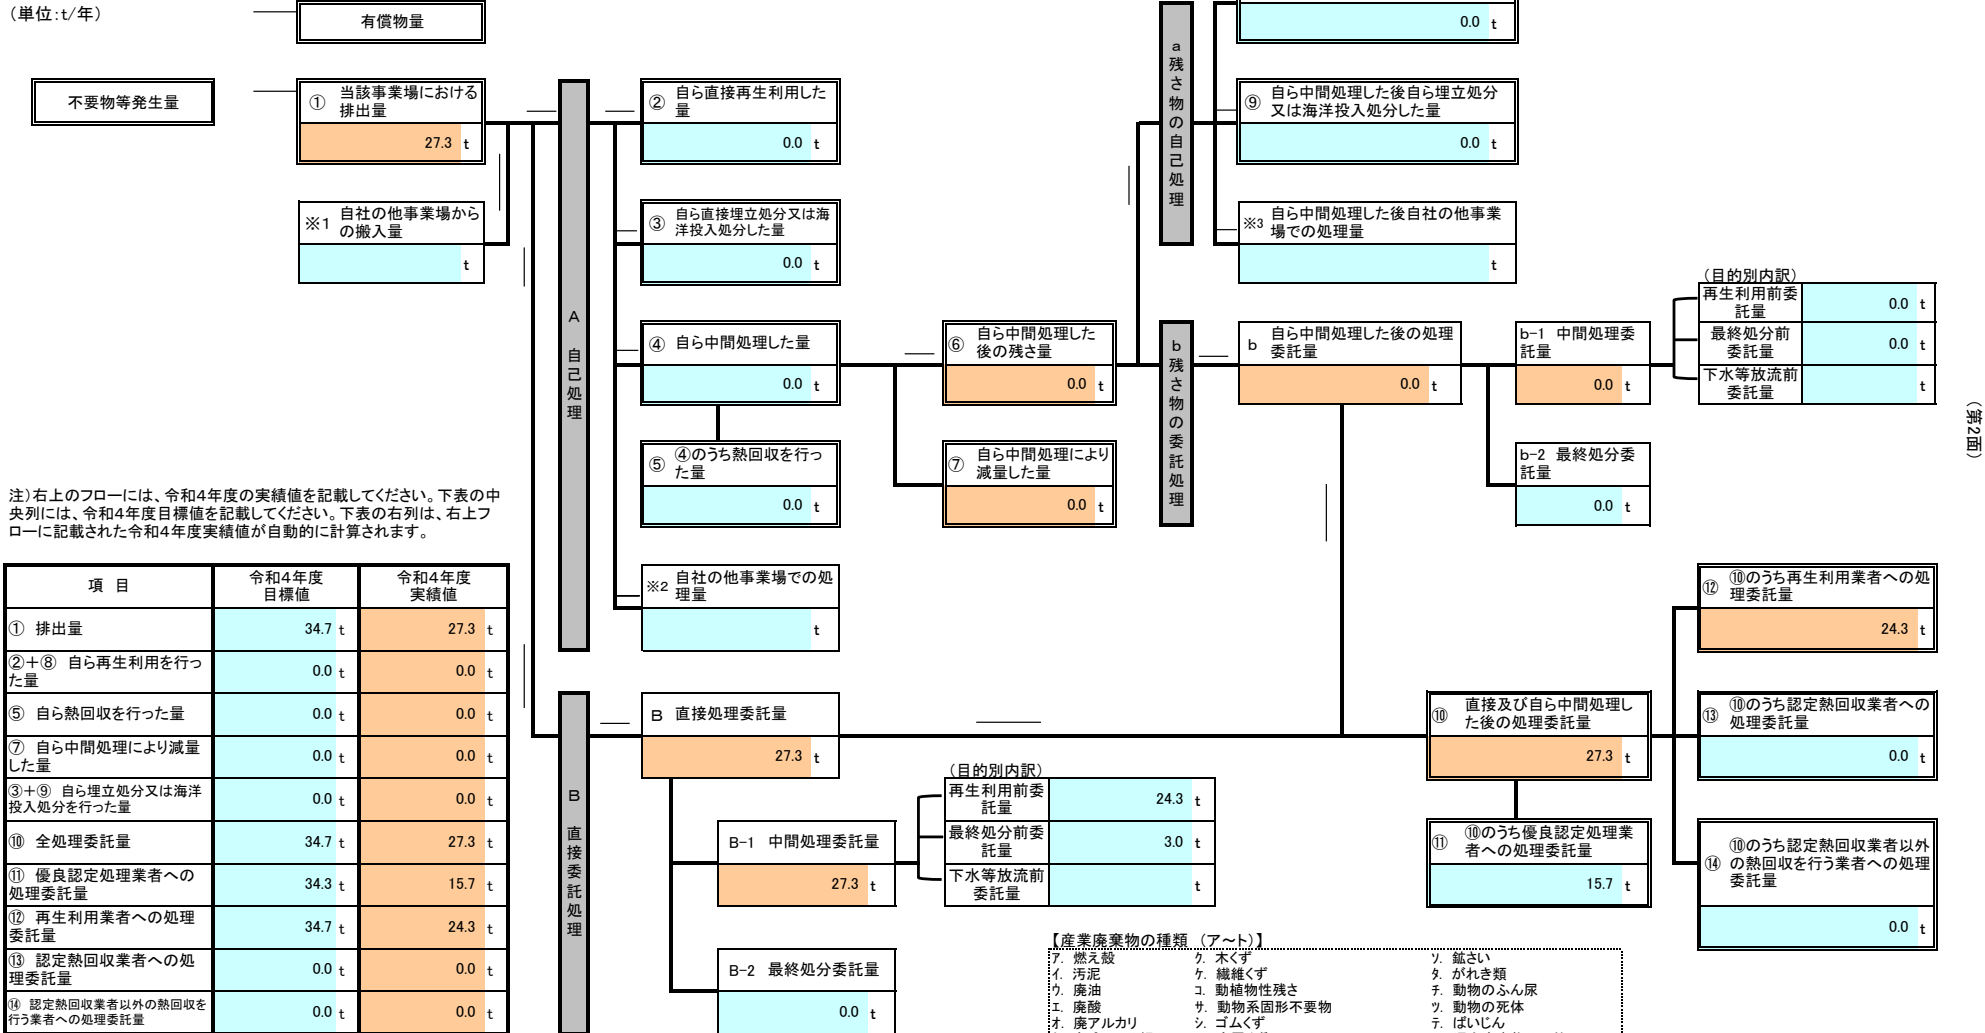 (単位:t/年)
有償物量
不要物等発生量
① 当該事業場における
排出量
27.3 t
※1 自社の他事業場から
の搬入量
t
A 自己処理
② 自ら直接再生利用した
量
0.0 t
③ 自ら直接埋立処分又は海
洋投入処分した量
0.0 t
④ 自ら中間処理した量
0.0 t
⑤ ④のうち熱回収を行っ
た量
0.0 t
※2 自社の他事業場での処
理量
t
⑥ 自ら中間処理した
後の残さ量
0.0 t
⑦ 自ら中間処理により
減量した量
0.0 t
a 残さ物の自己処理
0.0 t
⑨ 自ら中間処理した後自ら埋立処分
又は海洋投入処分した量
0.0 t
※3 自ら中間処理した後自社の他事業
場での処理量
t
b 残さ物の委託処理
b 自ら中間処理した後の処理
委託量
0.0 t
b-1 中間処理委
託量
0.0 t
b-2 最終処分委
託量
0.0 t
(目的別内訳)
再生利用前委
託量
0.0 t
最終処分前
委託量
0.0 t
下水等放流前
委託量
t
(第2面)
注)右上のフローには、令和4年度の実績値を記載してください。下表の中
央列には、令和4年度目標値を記載してください。下表の右列は、右上フ
ローに記載された令和4年度実績値が自動的に計算されます。
項 目
令和4年度
目標値
令和4年度
実績値
① 排出量
34.7 t 27.3 t
②+⑧ 自ら再生利用を行っ
た量
0.0 t 0.0 t
⑤ 自ら熱回収を行った量
0.0 t 0.0 t
⑦ 自ら中間処理により減量
した量
0.0 t 0.0 t
③+⑨ 自ら埋立処分又は海洋
投入処分を行った量
0.0 t 0.0 t
⑩ 全処理委託量
34.7 t 27.3 t
⑪ 優良認定処理業者への
処理委託量
34.3 t 15.7 t
⑫ 再生利用業者への処理
委託量
34.7 t 24.3 t
⑬ 認定熱回収業者への処
理委託量
0.0 t 0.0 t
⑭ 認定熱回収業者以外の熱回収を
行う業者への処理委託量
0.0 t 0.0 t
B 直接委託処理
B 直接処理委託量
27.3 t
B-1 中間処理委託量
27.3 t
B-2 最終処分委託量
0.0 t
(目的別内訳)
再生利用前委
託量
24.3 t
最終処分前委
託量
3.0 t
下水等放流前
委託量
t
⑩ 直接及び自ら中間処理し
た後の処理委託量
27.3 t
⑪ ⑩のうち優良認定処理業
者への処理委託量
15.7 t
⑫ ⑩のうち再生利用業者への処
理委託量
24.3 t
⑬ ⑩のうち認定熱回収業者への
処理委託量
0.0 t
⑭ ⑩のうち認定熱回収業者以外
の熱回収を行う業者への処理
委託量
0.0 t
【産業廃棄物の種類 (ア～ト)】
ア. 燃え殻 ク. 木くず ソ. 鉱さい
イ. 汚泥 ケ. 繊維くず タ. がれき類
ウ. 廃油 コ. 動植物性残さ チ. 動物のふん尿
エ. 廃酸 サ. 動物系固形不要物 ツ. 動物の死体
オ. 廃アルカリ シ. ゴムくず テ. ばいじん